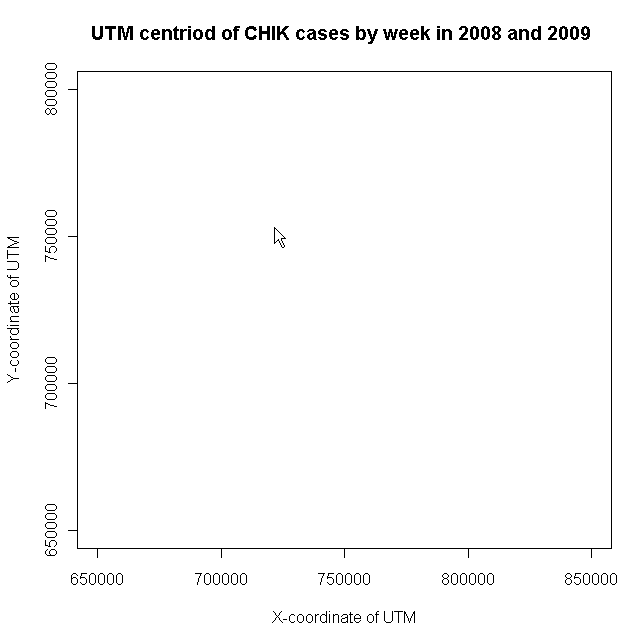 UTM centriod of CHIK cases by week in 2008 and 2009
800000
750000
700000
650000
Y-coordinate of UTM
650000 700000 750000 800000 850000
X-coordinate of UTM